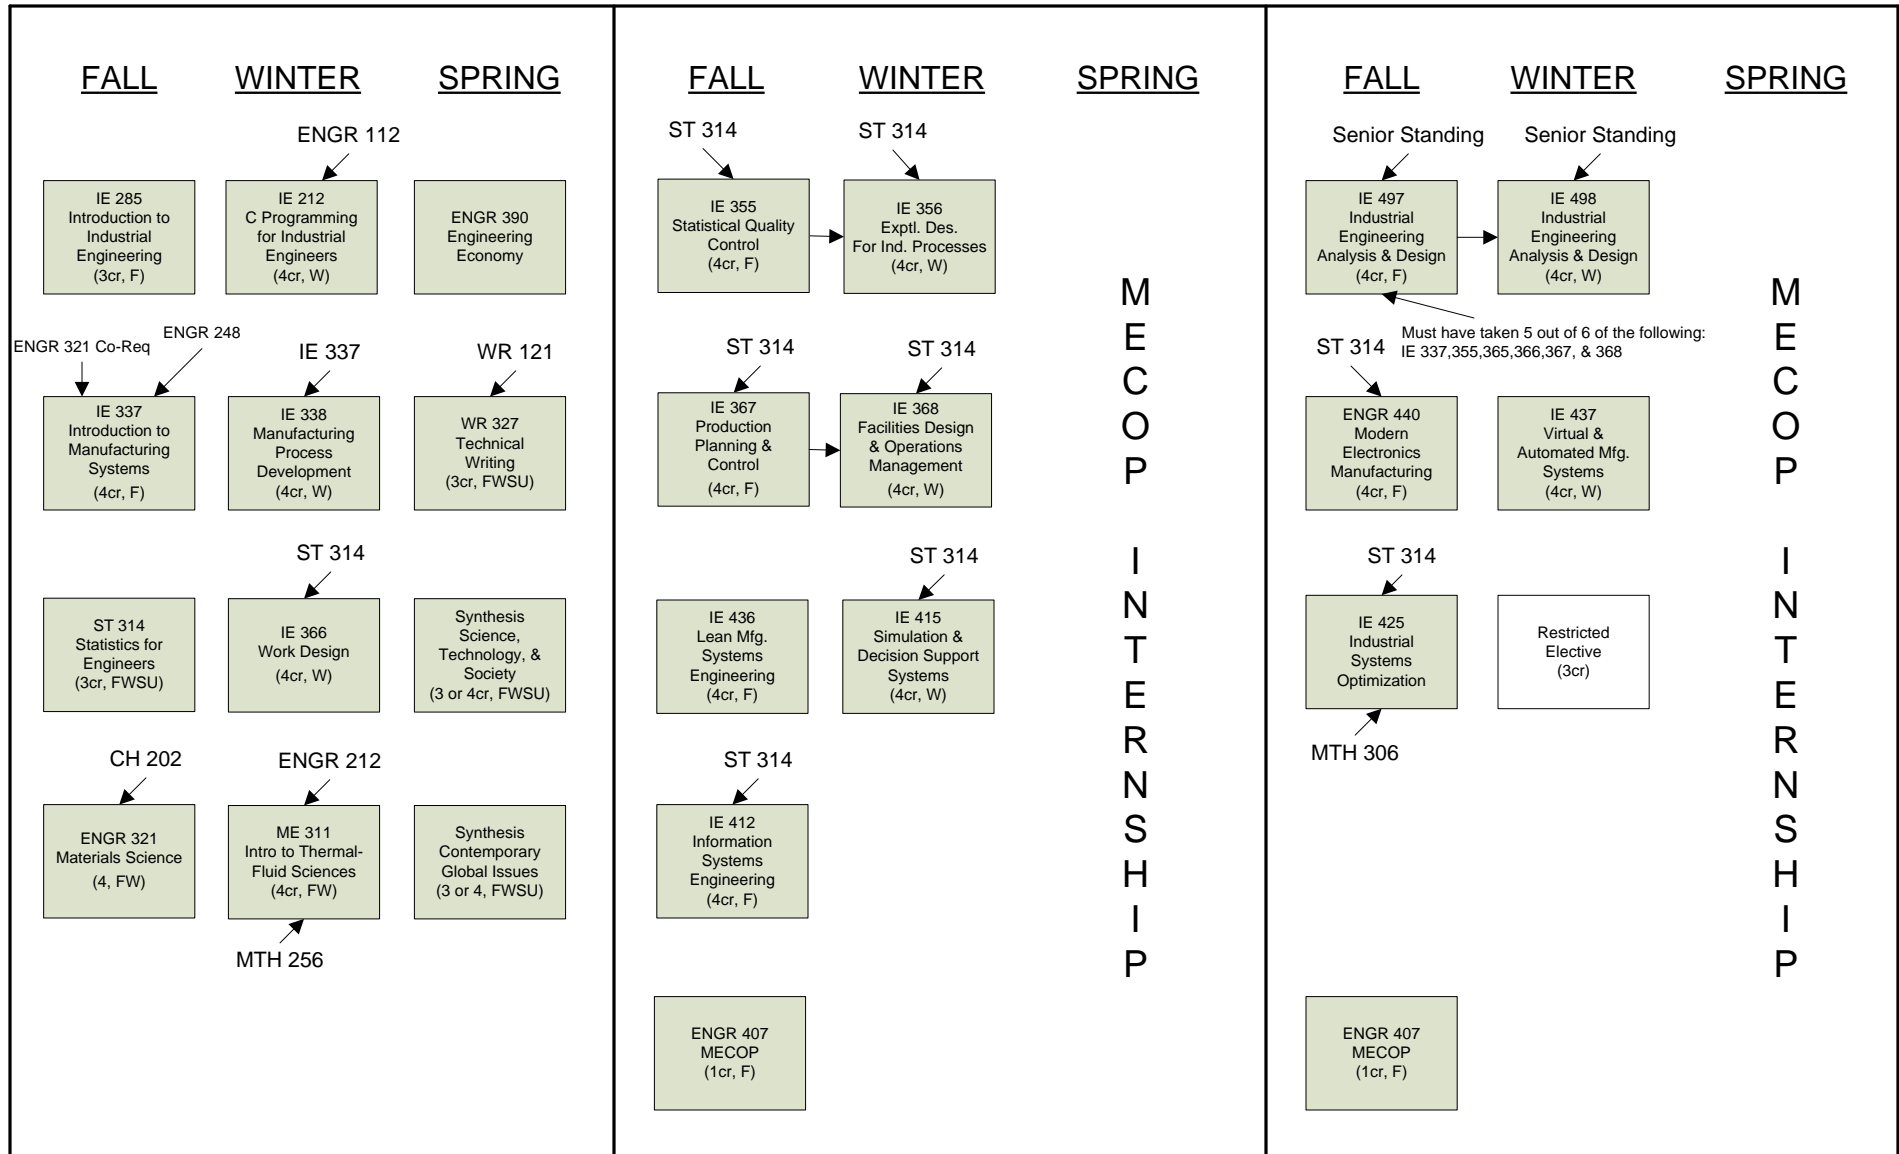 FALL WINTER SPRING
ENGR 112
IE 285
Introduction to
Industrial
Engineering
(3cr, F)
IE 212
C Programming
for Industrial
Engineers
(4cr, W)
ENGR 390
Engineering
Economy
ENGR 321 Co-Req
ENGR 248
IE 337
WR 121
IE 337
Introduction to
Manufacturing
Systems
(4cr, F)
IE 338
Manufacturing
Process
Development
(4cr, W)
WR 327
Technical
Writing
(3cr, FWSU)
ST 314
ST 314
Statistics for
Engineers
(3cr, FWSU)
IE 366
Work Design
(4cr, W)
Synthesis
Science,
Technology, &
Society
(3 or 4cr, FWSU)
CH 202
ENGR 212
ENGR 321
Materials Science
(4, FW)
ME 311
Intro to Thermal-
Fluid Sciences
(4cr, FW)
Synthesis
Contemporary
Global Issues
(3 or 4, FWSU)
MTH 256
FALL WINTER SPRING
ST 314
ST 314
IE 355
Statistical Quality
Control
(4cr, F)
IE 356
Exptl. Des.
For Ind. Processes
(4cr, W)
ST 314
ST 314
IE 367
Production
Planning &
Control
(4cr, F)
IE 368
Facilities Design
& Operations
Management
(4cr, W)
ST 314
IE 436
Lean Mfg.
Systems
Engineering
(4cr, F)
IE 415
Simulation &
Decision Support
Systems
(4cr, W)
ST 314
IE 412
Information
Systems
Engineering
(4cr, F)
ENGR 407
MECOP
(1cr, F)
MECOP INTERNSHIP
FALL WINTER SPRING
Senior Standing
Senior Standing
IE 497
Industrial
Engineering
Analysis & Design
(4cr, F)
IE 498
Industrial
Engineering
Analysis & Design
(4cr, W)
Must have taken 5 out of 6 of the following:
IE 337,355,365,366,367, & 368
ST 314
ENGR 440
Modern
Electronics
Manufacturing
(4cr, F)
IE 437
Virtual &
Automated Mfg.
Systems
(4cr, W)
ST 314
IE 425
Industrial
Systems
Optimization
Restricted
Elective
(3cr)
MTH 306
ENGR 407
MECOP
(1cr, F)
MECOP INTERNSHIP